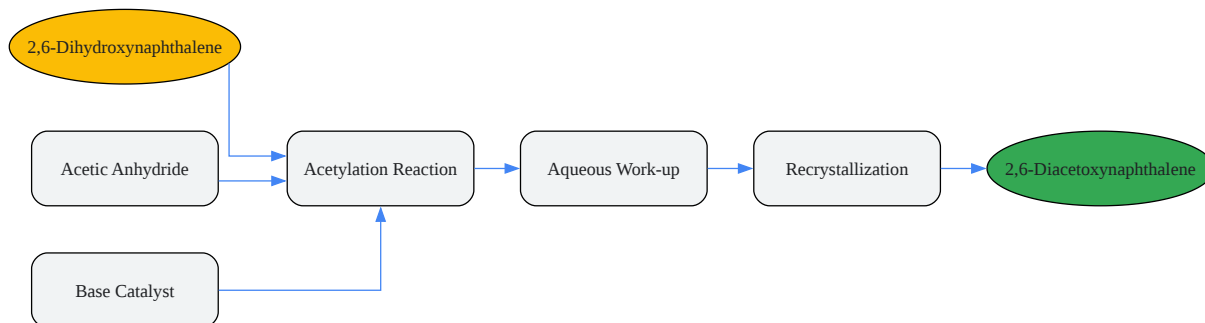 2,6-Dihydroxynaphthalene
Acetic Anhydride
Acetylation Reaction
Aqueous Work-up
Recrystallization
2,6-Diacetoxynaphthalene
Base Catalyst